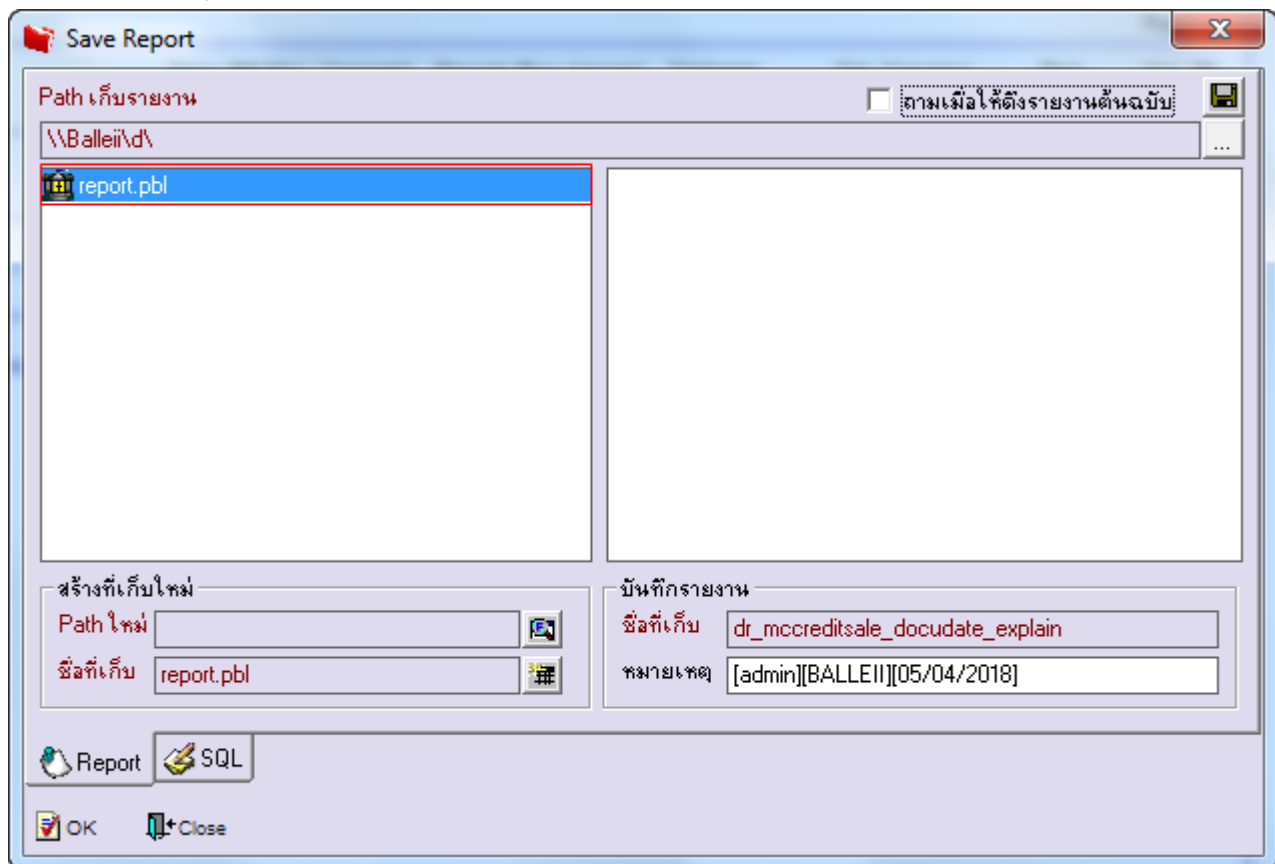 Save Report
Path เก็บรายงาน
ถามเมื่อให้ดึงรายงานต้นฉบับ
\\Balleii\d\
...
report.pbl
สร้างที่เก็บใหม่
Path ใหม่
ชื่อที่เก็บ report.pbl
บันทึกรายงาน
ชื่อที่เก็บ dr_mccreditsale_docudate_explain
หมายเหตุ [admin][BALLEII][05/04/2018]
Report SQL
OK Close